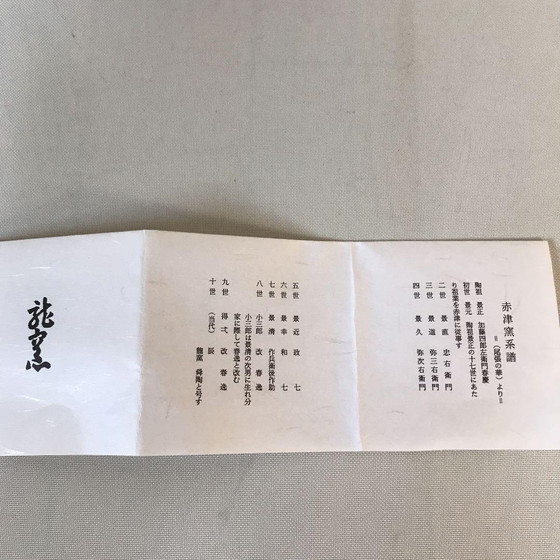 赤津窯系譜
=〈尾張の華〉より=
陶祖 景正 加藤四郎左衛門春慶
初世 景元 陶祖景正の十七世にあた
り祖業を赤津に従事す
二世 景直 忠右衛門
三世 景道 弥三右衛門
四世 景久 弥次右衛門
五世 景近 政七
六世 景幸 和七
七世 景清 作兵衛後作助
八世 小三郎 改春逸
小三郎は景清の次男に生れ分
家に際して春逸と改む
九世 得弍 改春逸
十世 (当代) 辰
龍窯 舜陶と号す
龍窯